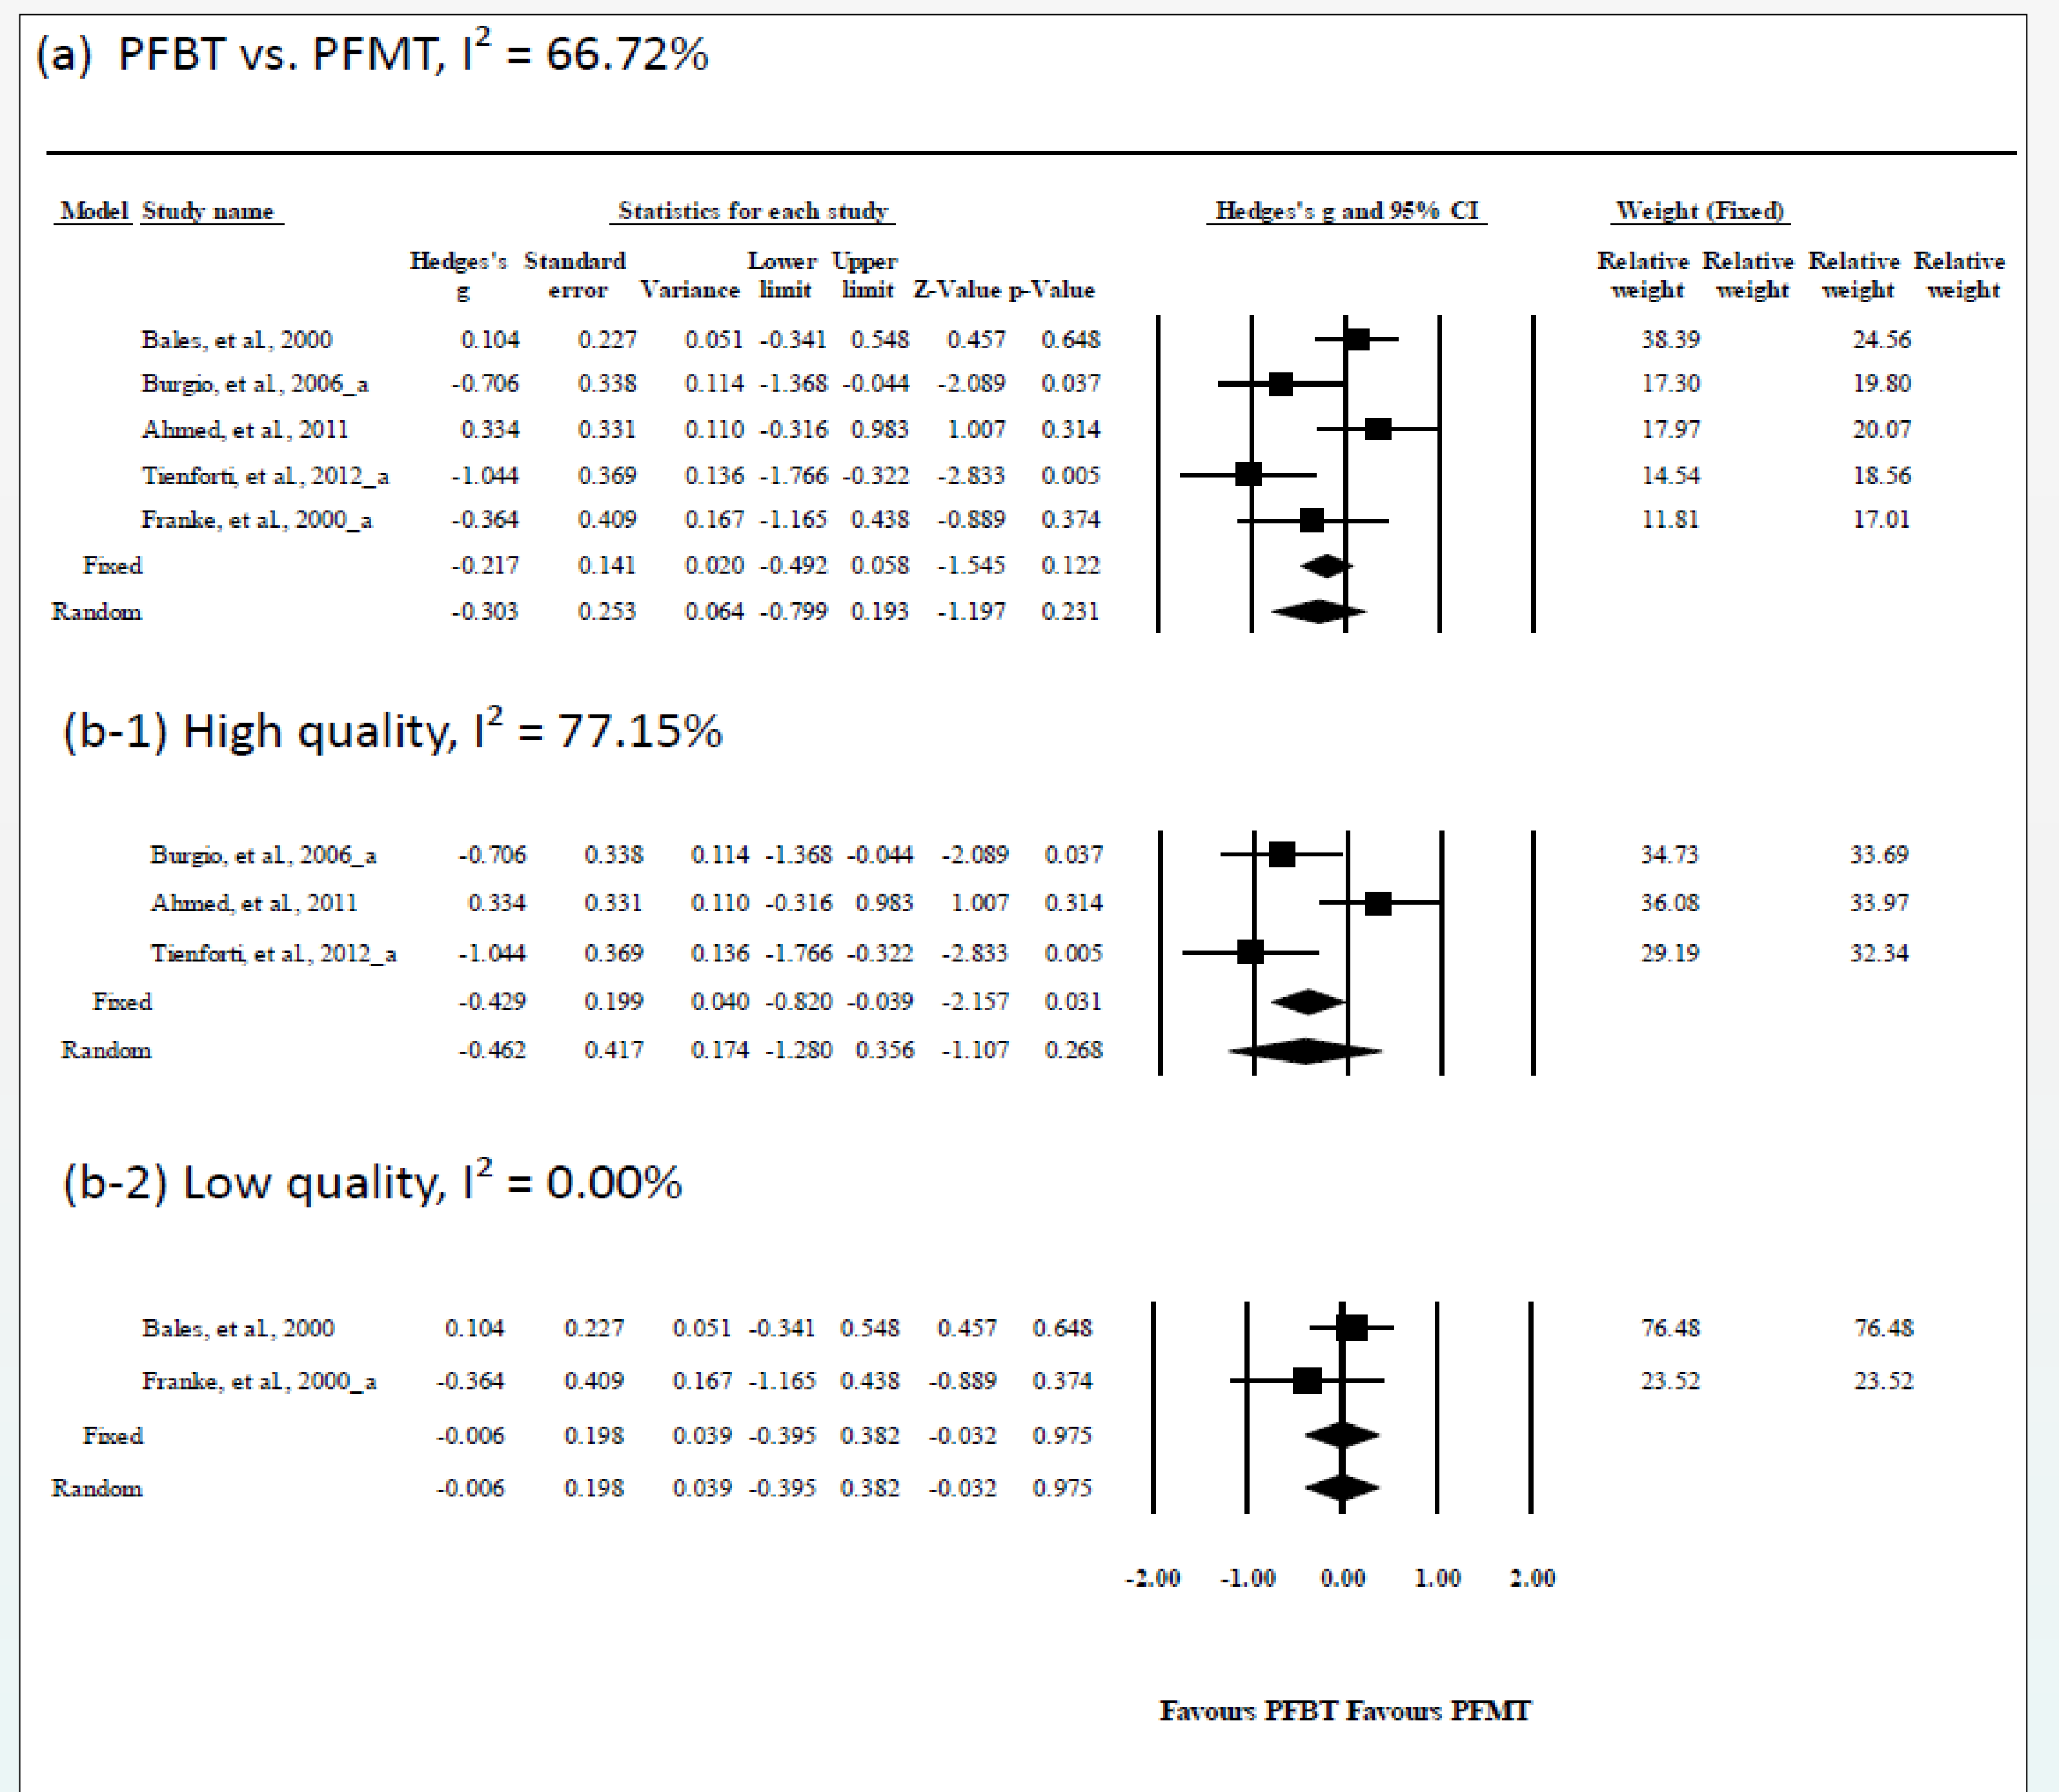 (a) PFBT vs. PFMT, I² = 66.72%
Model Study name Statistics for each study Hedges's g and 95% CI Weight (Fixed)
Hedges's Standard Lower Upper Relative Relative Relative Relative
g error Variance limit limit Z-Value p-Value weight weight weight weight
Bales, et al., 2000 0.104 0.227 0.051 -0.341 0.548 0.457 0.648 38.39 24.56
Burgio, et al., 2006_a -0.706 0.338 0.114 -1.368 -0.044 -2.089 0.037 17.30 19.80
Ahmed, et al., 2011 0.334 0.331 0.110 -0.316 0.983 1.007 0.314 17.97 20.07
Tienforti, et al., 2012_a -1.044 0.369 0.136 -1.766 -0.322 -2.833 0.005 14.54 18.56
Franke, et al., 2000_a -0.364 0.409 0.167 -1.165 0.438 -0.889 0.374 11.81 17.01
Fixed -0.217 0.141 0.020 -0.492 0.058 -1.545 0.122
Random -0.303 0.253 0.064 -0.799 0.193 -1.197 0.231
(b-1) High quality, I² = 77.15%
Burgio, et al., 2006_a -0.706 0.338 0.114 -1.368 -0.044 -2.089 0.037 34.73 33.69
Ahmed, et al., 2011 0.334 0.331 0.110 -0.316 0.983 1.007 0.314 36.08 33.97
Tienforti, et al., 2012_a -1.044 0.369 0.136 -1.766 -0.322 -2.833 0.005 29.19 32.34
Fixed -0.429 0.199 0.040 -0.820 -0.039 -2.157 0.031
Random -0.462 0.417 0.174 -1.280 0.356 -1.107 0.268
(b-2) Low quality, I² = 0.00%
Bales, et al., 2000 0.104 0.227 0.051 -0.341 0.548 0.457 0.648 76.48 76.48
Franke, et al., 2000_a -0.364 0.409 0.167 -1.165 0.438 -0.889 0.374 23.52 23.52
Fixed -0.006 0.198 0.039 -0.395 0.382 -0.032 0.975
Random -0.006 0.198 0.039 -0.395 0.382 -0.032 0.975
-2.00 -1.00 0.00 1.00 2.00
Favours PFBT Favours PFMT